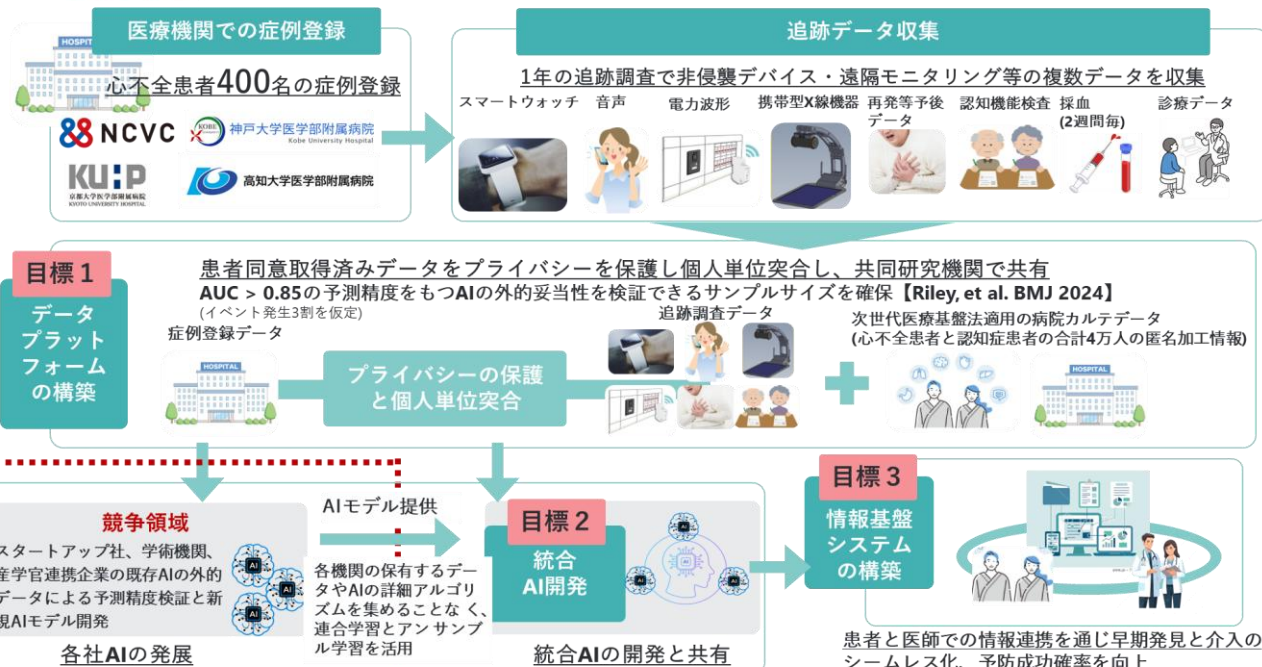 医療機関での症例登録
HOSPIT
心不全患者400名の症例登録
NCVC
KOBE
神戸大学医学部附属病院
Kobe University Hospital
KUHP
京都大学医学部附属病院
KYOTO UNIVERSITY HOSPITAL
高知大学医学部附属病院
追跡データ収集
1年の追跡調査で非侵襲デバイス・遠隔モニタリング等の複数データを収集
スマートウォッチ
音声
電力波形
携帯型X線機器
再発等予後
データ
認知機能検査
採血
(2週間毎)
診療データ
目標1
データ
プラット
フォーム
の構築
患者同意取得済みデータをプライバシーを保護し個人単位突合し、共同研究機関で共有
AUC > 0.85の予測精度をもつAIの外的妥当性を検証できるサンプルサイズを確保【Riley, et al. BMJ 2024】
(イベント発生3割を仮定)
症例登録データ
HOSPITAL
プライバシーの保護
と個人単位突合
追跡調査データ
次世代医療基盤法適用の病院カルテデータ
(心不全患者と認知症患者の合計4万人の匿名加工情報)
HOSPITAL
競争領域
スタートアップ社、学術機関、
産学官連携企業の既存AIの外的
データによる予測精度検証と新
規AIモデル開発
AI
AI
AI
各社AIの発展
AIモデル提供
各機関の保有するデー
タやAIの詳細アルゴリ
ズムを集めることなく、
連合学習とアンサンブ
ル学習を活用
目標2
統合
AI開発
AI
AI
AI
統合AIの開発と共有
目標3
情報基盤
システム
の構築
患者と医師での情報連携を通じ早期発見と介入の
シームレス化、予防成功確率を向上